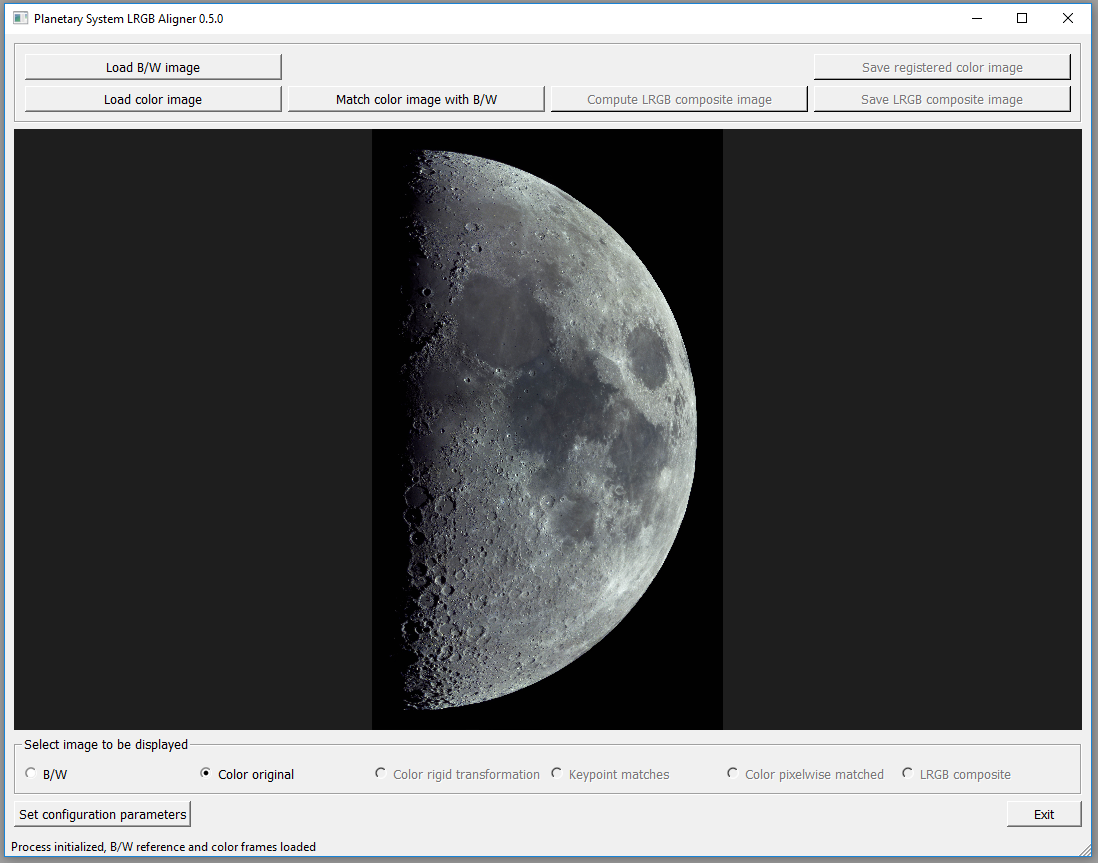 Planetary System LRGB Aligner 0.5.0
Load B/W image
Save registered color image
Load color image
Match color image with B/W
Compute LRGB composite image
Save LRGB composite image
Select image to be displayed
B/W
Color original
Color rigid transformation
Keypoint matches
Color pixelwise matched
LRGB composite
Set configuration parameters
Exit
Process initialized, B/W reference and color frames loaded